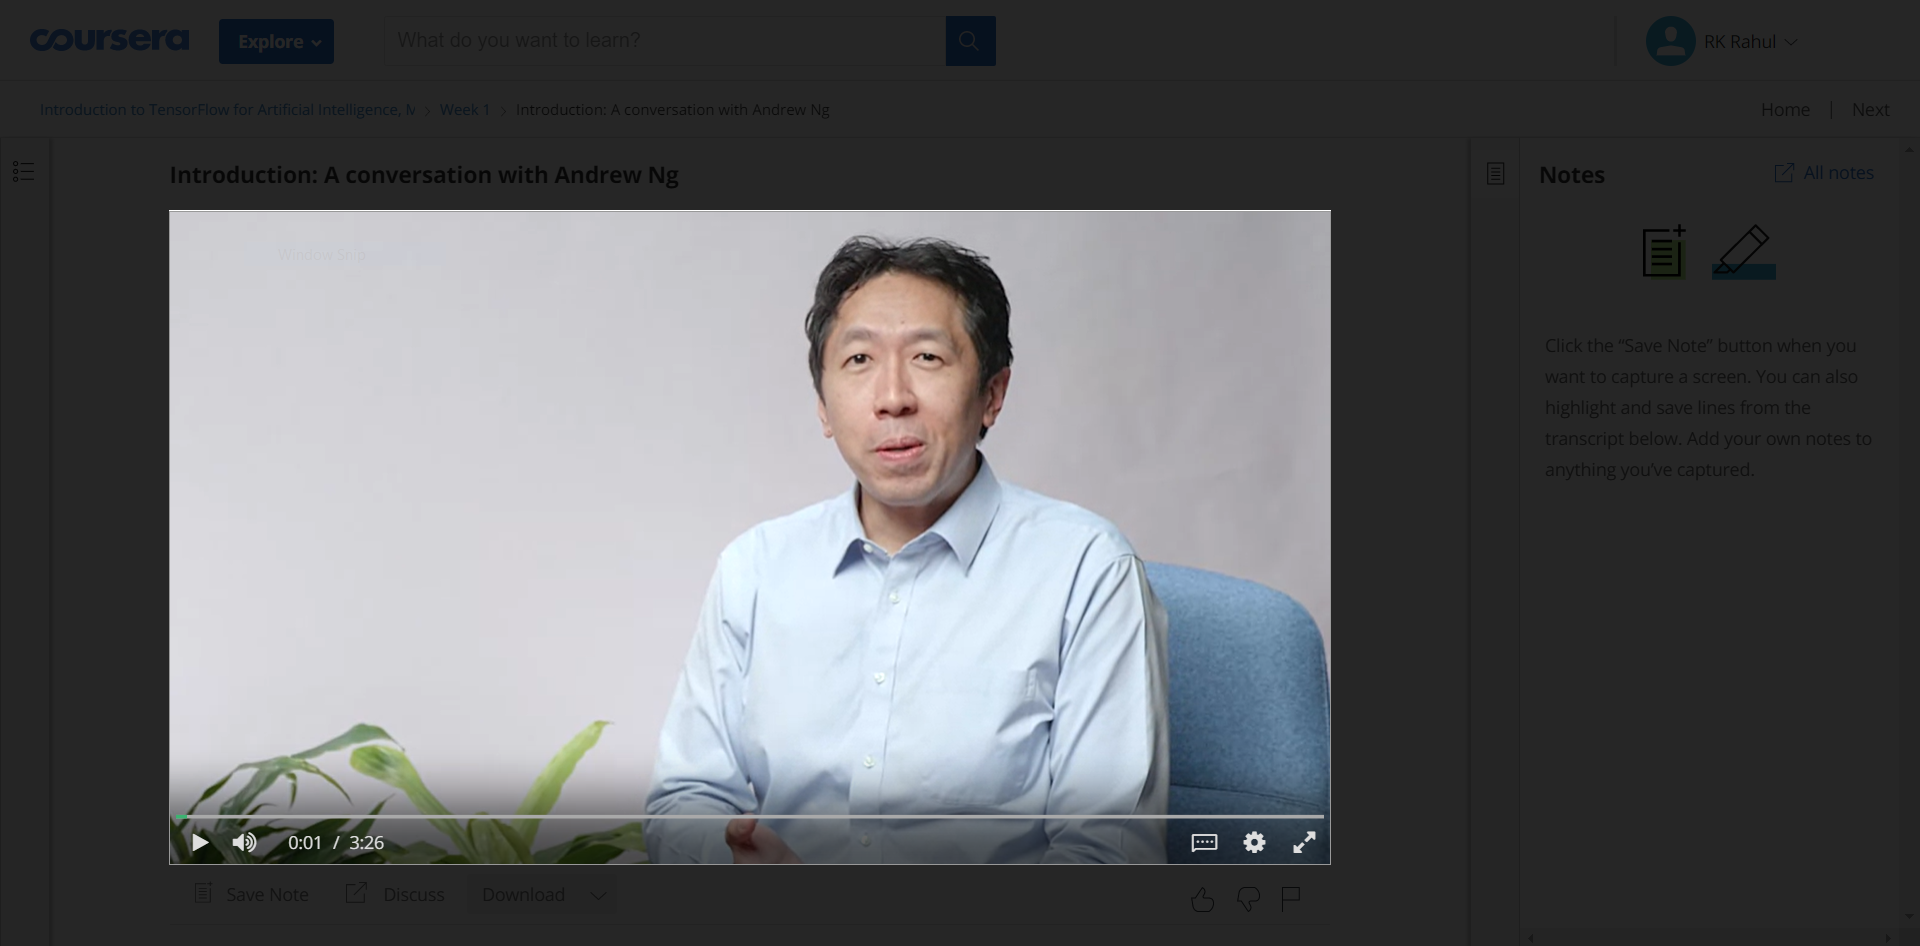 coursera
Explore
What do you want to learn?
RK Rahul
Introduction to TensorFlow for Artificial Intelligence, M
Week 1
Introduction: A conversation with Andrew Ng
Home | Next
Introduction: A conversation with Andrew Ng
Window Snip
0:01 / 3:26
Save Note
Discuss
Download
Notes
All notes
Click the “Save Note” button when you
want to capture a screen. You can also
highlight and save lines from the
transcript below. Add your own notes to
anything you’ve captured.